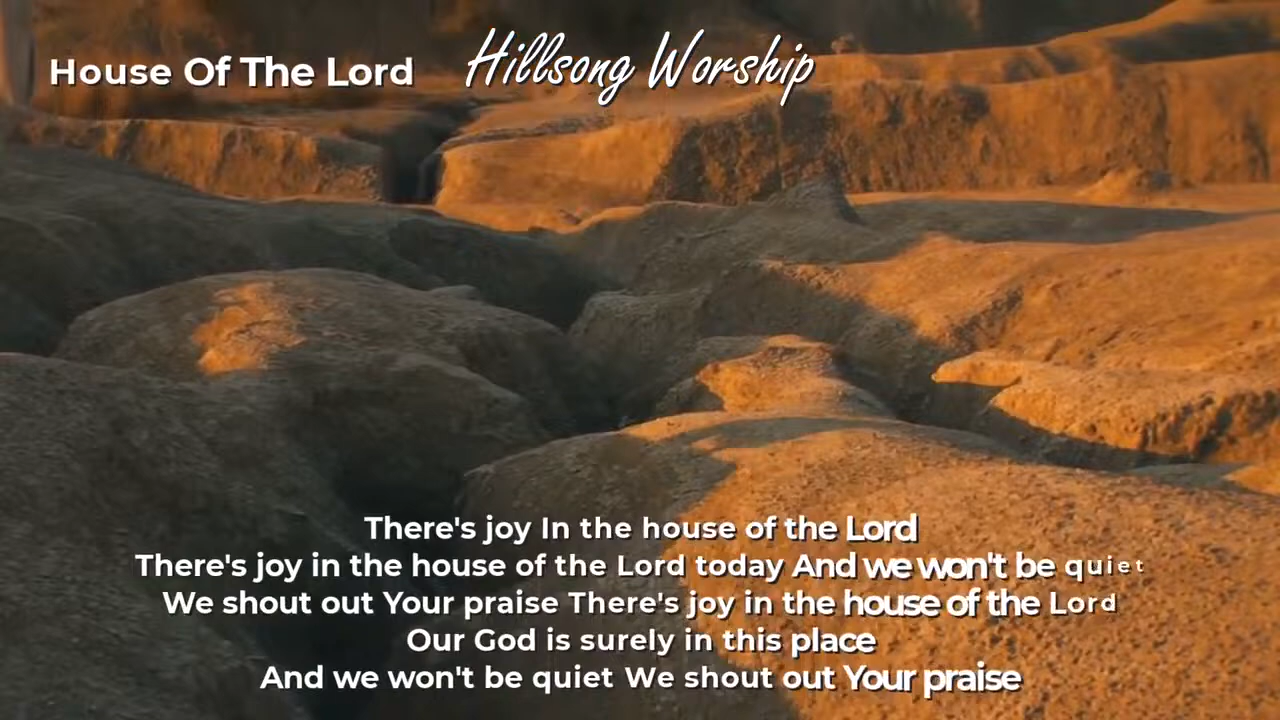 House Of The Lord Hillsong Worship
There's joy In the house of the Lord
There's joy in the house of the Lord today And we won't be quiet
We shout out Your praise There's joy in the house of the Lord
Our God is surely in this place
And we won't be quiet We shout out Your praise